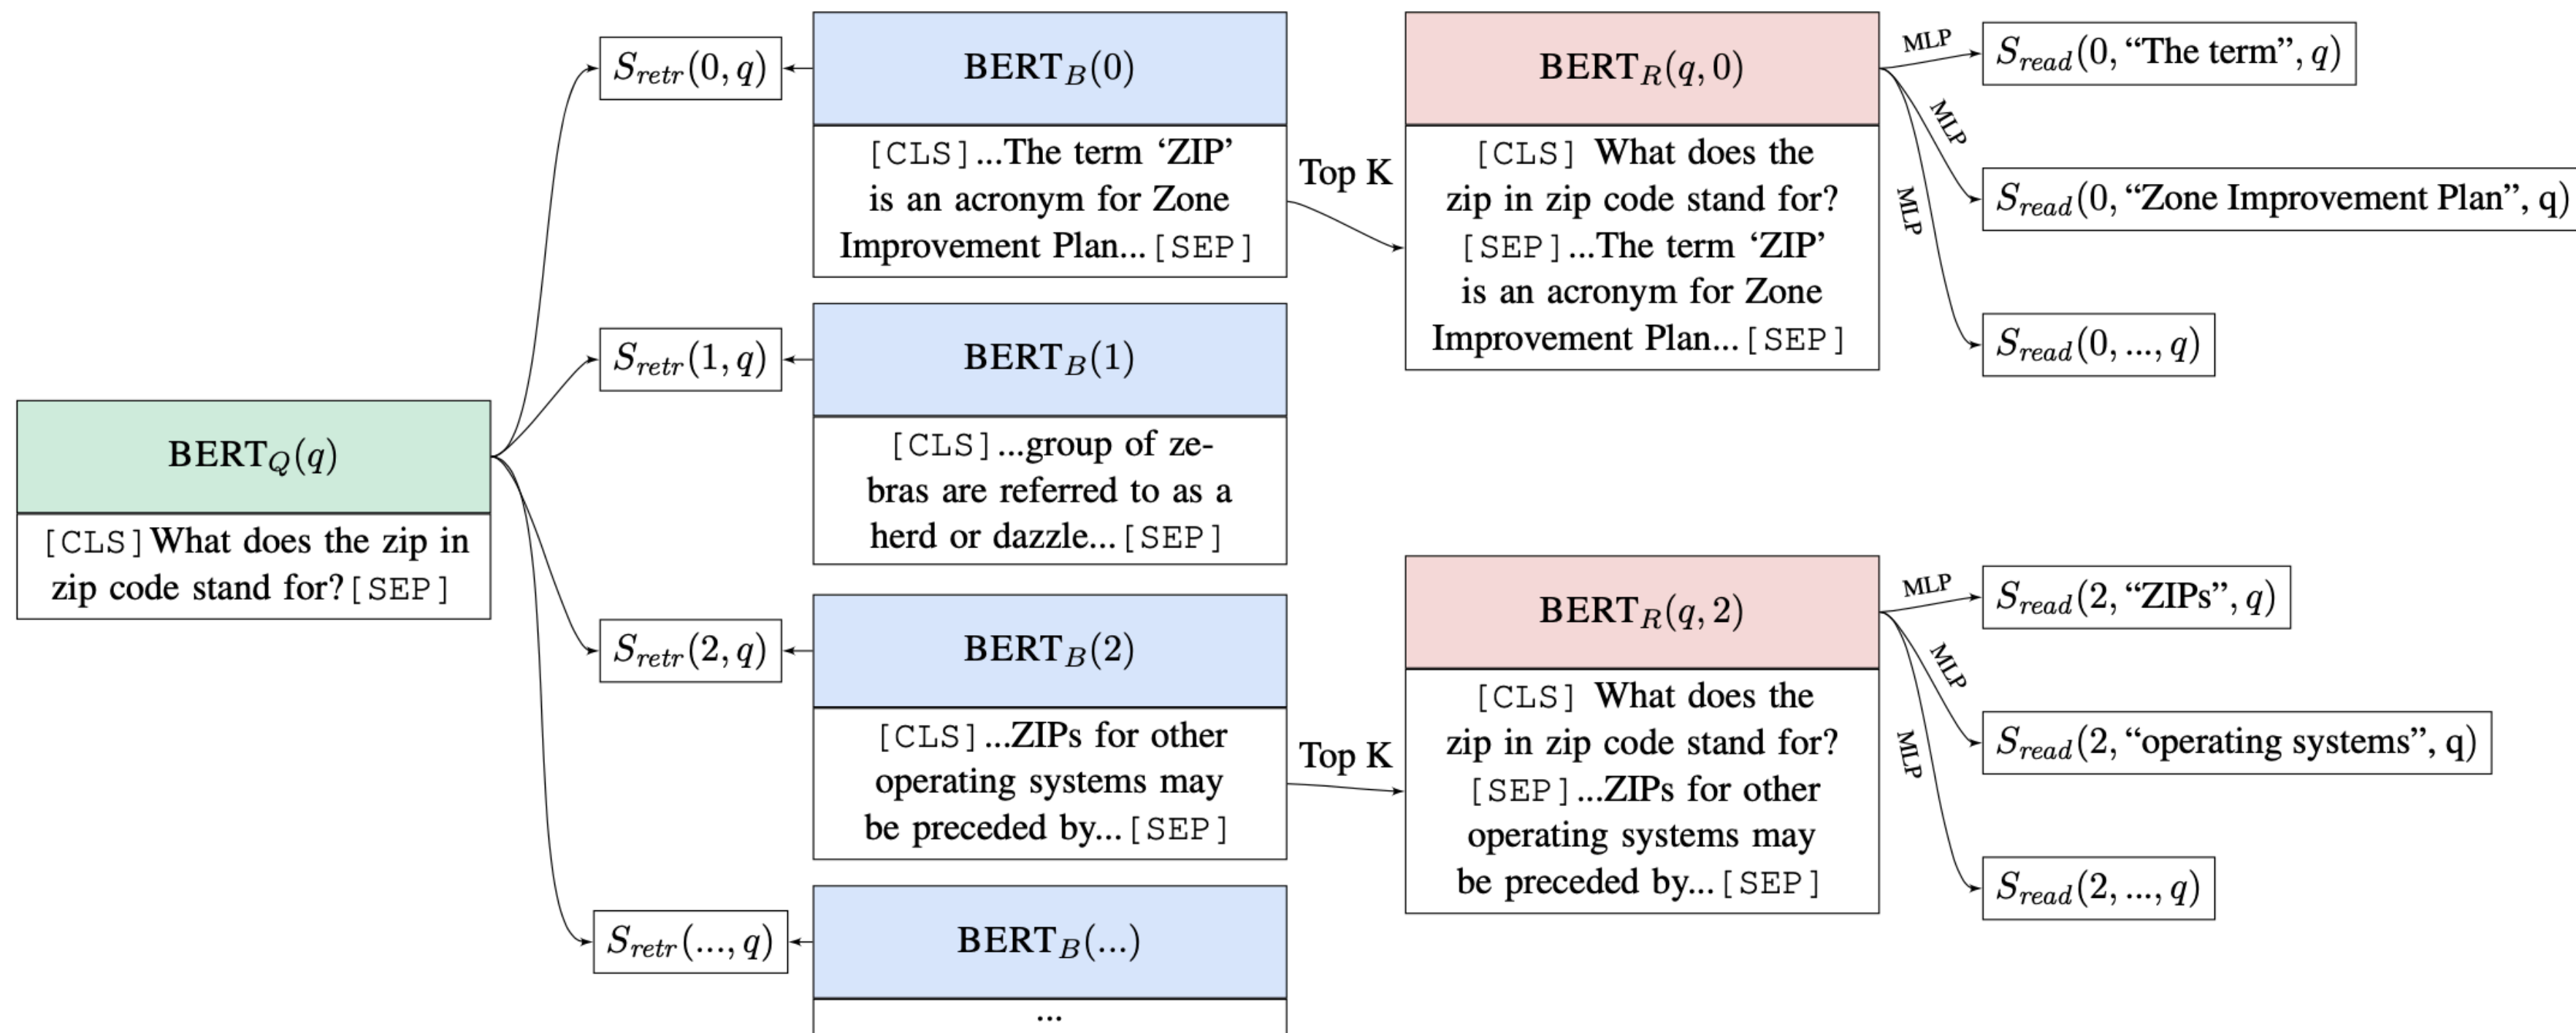 BERT_Q(q)
[CLS]What does the zip in
zip code stand for?[SEP]
S_retr(0, q)
S_retr(1, q)
S_retr(2, q)
S_retr(..., q)
BERT_B(0)
[CLS]...The term ‘ZIP’
is an acronym for Zone
Improvement Plan...[SEP]
BERT_B(1)
[CLS]...group of ze-
bras are referred to as a
herd or dazzle...[SEP]
BERT_B(2)
[CLS]...ZIPs for other
operating systems may
be preceded by...[SEP]
BERT_B(...)
...
Top K
Top K
BERT_R(q, 0)
[CLS] What does the
zip in zip code stand for?
[SEP]...The term ‘ZIP’
is an acronym for Zone
Improvement Plan...[SEP]
MLP
MLP
MLP
S_read(0, “The term”, q)
S_read(0, “Zone Improvement Plan”, q)
S_read(0, ..., q)
BERT_R(q, 2)
[CLS] What does the
zip in zip code stand for?
[SEP]...ZIPs for other
operating systems may
be preceded by...[SEP]
MLP
MLP
MLP
S_read(2, “ZIPs”, q)
S_read(2, “operating systems”, q)
S_read(2, ..., q)